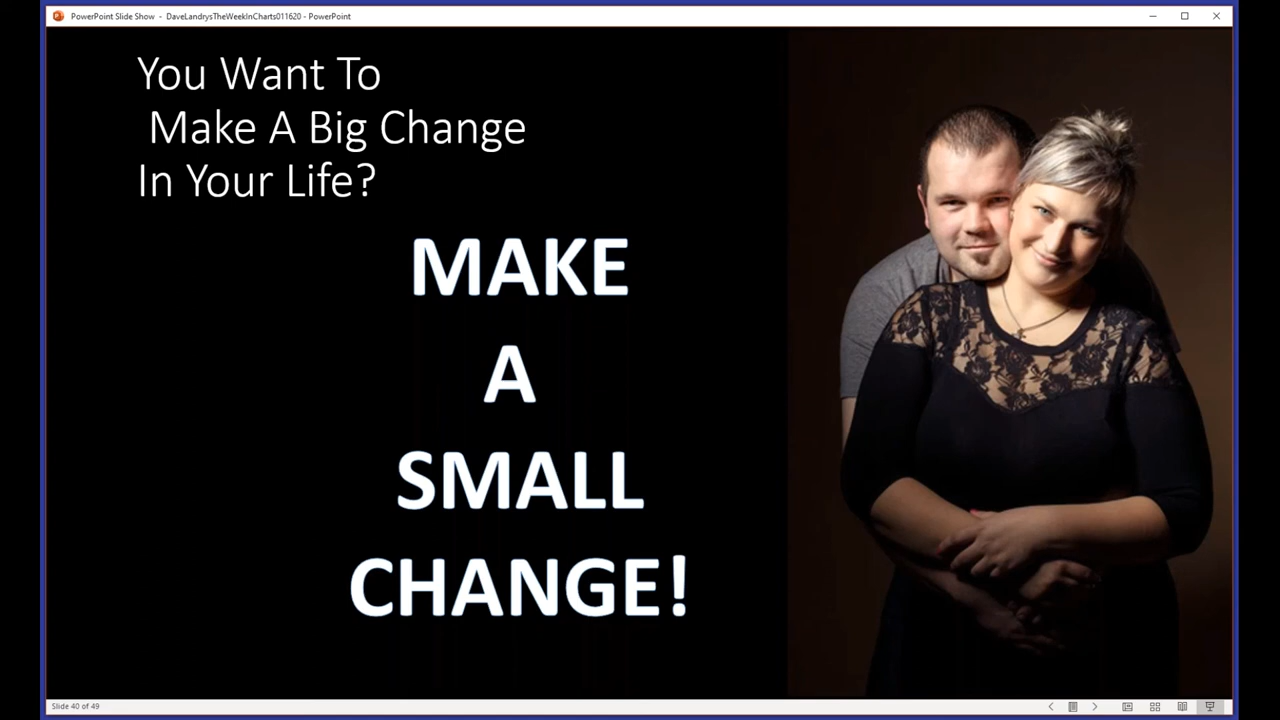 PowerPoint Slide Show - DaveLandrysTheWeekInCharts011620 - PowerPoint
You Want To
Make A Big Change
In Your Life?
MAKE
A
SMALL
CHANGE!
Slide 40 of 49